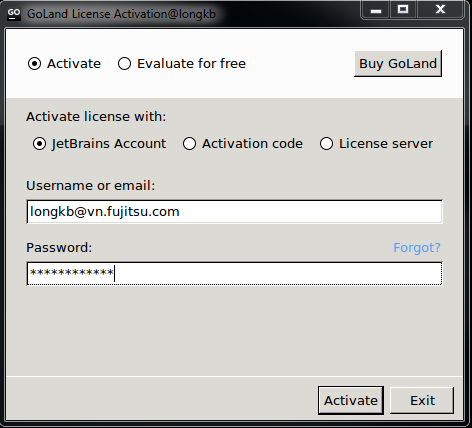 GO GoLand License Activation@longkb
Activate Evaluate for free Buy GoLand
Activate license with:
JetBrains Account Activation code License server
Username or email:
longkb@vn.fujitsu.com
Password: Forgot?
************
Activate Exit